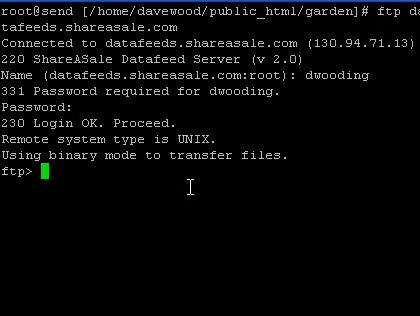 root@send [/home/davewood/public_html/garden]# ftp da
tafeeds.shareasale.com
Connected to datafeeds.shareasale.com (130.94.71.13)
220 ShareASale Datafeed Server (v 2.0)
Name (datafeeds.shareasale.com:root): dwooding
331 Password required for dwooding.
Password:
230 Login OK. Proceed.
Remote system type is UNIX.
Using binary mode to transfer files.
ftp>